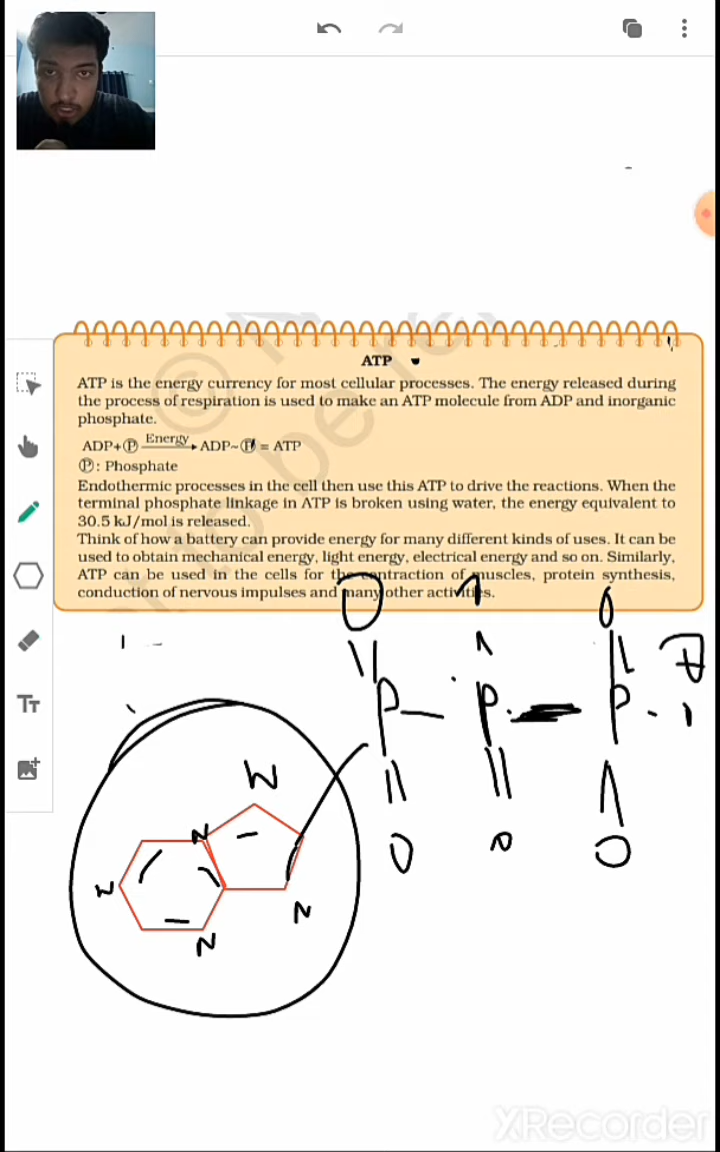 ATP
ATP is the energy currency for most cellular processes. The energy released during
the process of respiration is used to make an ATP molecule from ADP and inorganic
phosphate.
ADP+Ⓟ Energy→ ADP~Ⓟ = ATP
Ⓟ: Phosphate
Endothermic processes in the cell then use this ATP to drive the reactions. When the
terminal phosphate linkage in ATP is broken using water, the energy equivalent to
30.5 kJ/mol is released.
Think of how a battery can provide energy for many different kinds of uses. It can be
used to obtain mechanical energy, light energy, electrical energy and so on. Similarly,
ATP can be used in the cells for the contraction of muscles, protein synthesis,
conduction of nervous impulses and many other activities.
O O
P P P
N
N
N N
O O O
TT
XRecorder